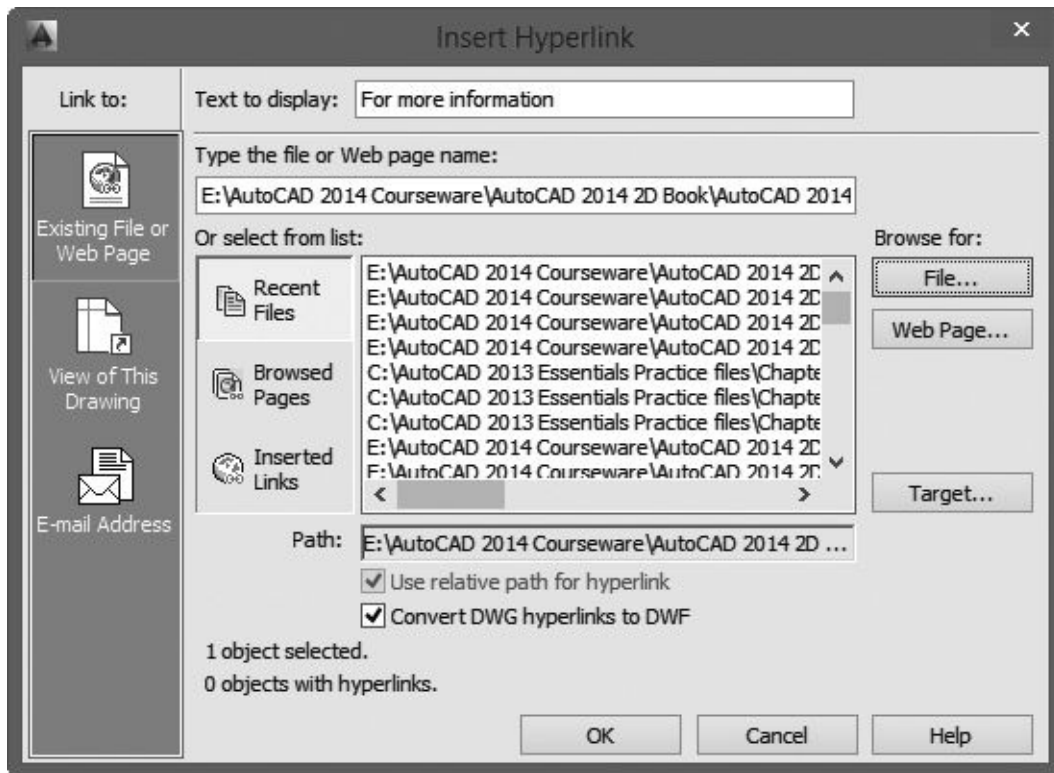 Insert Hyperlink
Link to:
Existing File or
Web Page
View of This
Drawing
E-mail Address
Text to display: For more information
Type the file or Web page name:
E:\AutoCAD 2014 Courseware\AutoCAD 2014 2D Book\AutoCAD 2014
Or select from list:
Recent
Files
Browsed
Pages
Inserted
Links
E:\AutoCAD 2014 Courseware\AutoCAD 2014 2D
E:\AutoCAD 2014 Courseware\AutoCAD 2014 2D
E:\AutoCAD 2014 Courseware\AutoCAD 2014 2D
E:\AutoCAD 2014 Courseware\AutoCAD 2014 2D
C:\AutoCAD 2013 Essentials Practice files\Chapte
C:\AutoCAD 2013 Essentials Practice files\Chapte
C:\AutoCAD 2013 Essentials Practice files\Chapte
E:\AutoCAD 2014 Courseware\AutoCAD 2014 2D
E:\AutoCAD 2014 Courseware\AutoCAD 2014 2D
Browse for:
File...
Web Page...
Target...
Path: E:\AutoCAD 2014 Courseware\AutoCAD 2014 2D ...
Use relative path for hyperlink
Convert DWG hyperlinks to DWF
1 object selected.
0 objects with hyperlinks.
OK Cancel Help